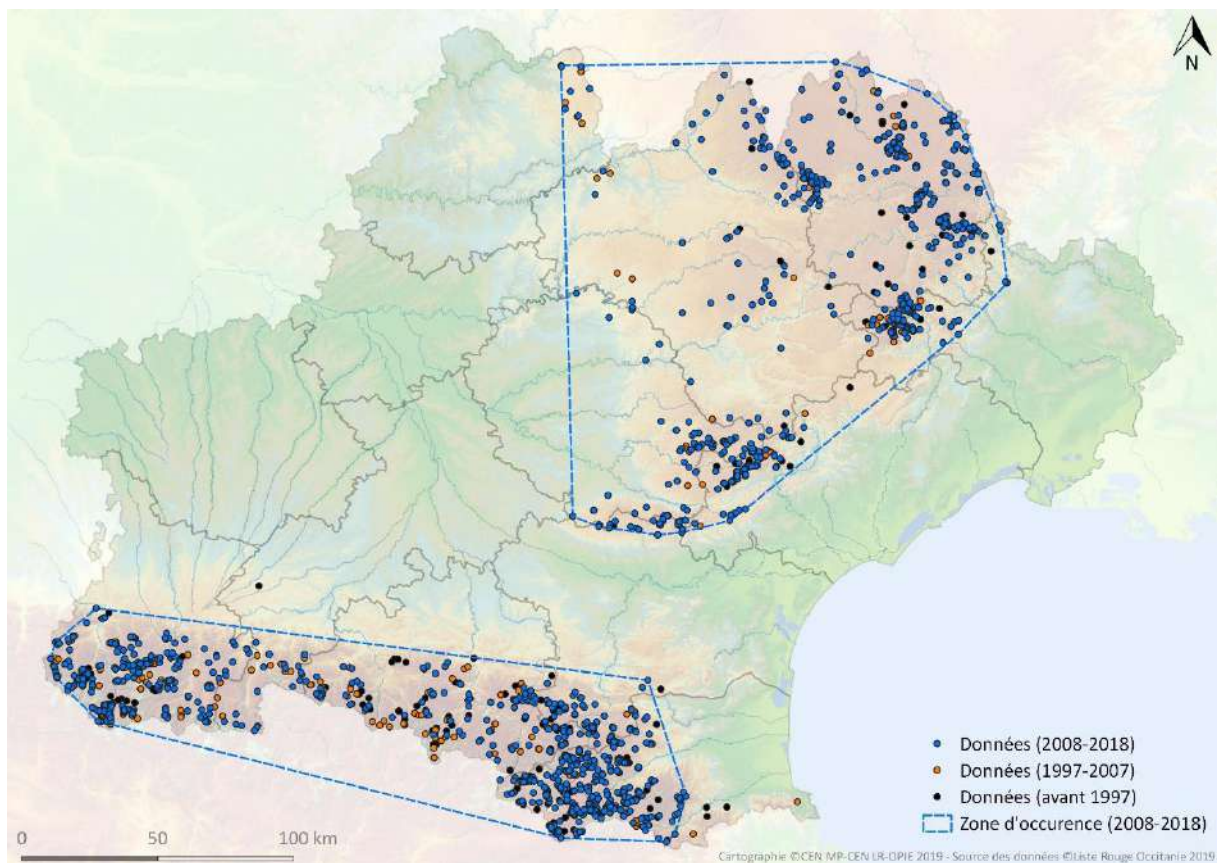 N
Données (2008-2018)
Données (1997-2007)
Données (avant 1997)
Zone d'occurence (2008-2018)
0 50 100 km
Cartographie ©CEN MP-CEN LR-OPIE 2019 - Source des données ©Liste Rouge Occitanie 2019